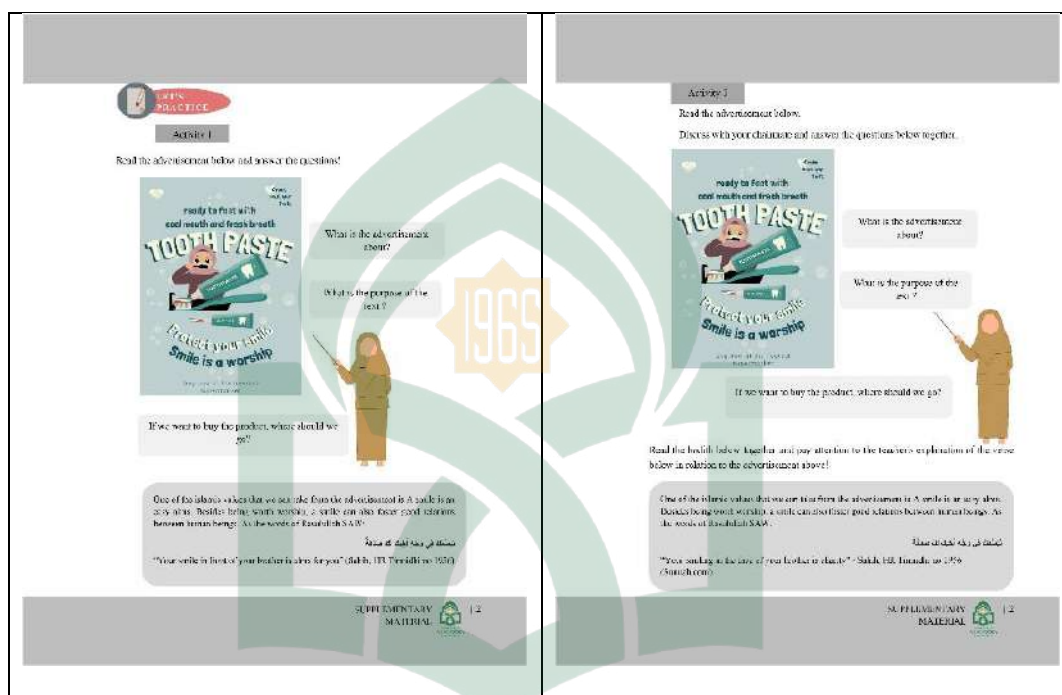 LET'S
PRACTICE
Activity 1
Read the advertisement below and answer the questions!
ready to fast with
cool mouth and fresh breath
TOOTH PASTE
Protect your smile
Smile is a worship
What is the advertisement
about?
What is the purpose of the
text ?
If we want to buy the product, where should we
go?
One of the islamic values that we can take from the advertisement is A smile is an
easy alms. Besides being worth worship, a smile can also foster good relations
between human beings. As the words of Rasulullah SAW:
"Your smile in front of your brother is alms for you" (Sahih, HR Tirmidhi no 1956)
SUPPLEMENTARY
MATERIAL
| 2
Activity
Read the advertisement below.
Discuss with your chairmate and answer the questions below together.
ready to fast with
cool mouth and fresh breath
TOOTH PASTE
Protect your smile
Smile is a worship
What is the advertisement
about?
What is the purpose of the
text ?
If we want to buy the product, where should we go?
Read the hadith below together and pay attention to the teacher's explanation of the verse
below in relation to the advertisement above!
One of the islamic values that we can take from the advertisement is A smile is an easy alms.
Besides being worth worship, a smile can also foster good relations between human beings. As
the words of Rasulullah SAW:
"Your smiling in the face of your brother is charity" - Sahih, HR Tirmidhi no 1956
(Sunnah.com)
SUPPLEMENTARY
MATERIAL
| 2
1965